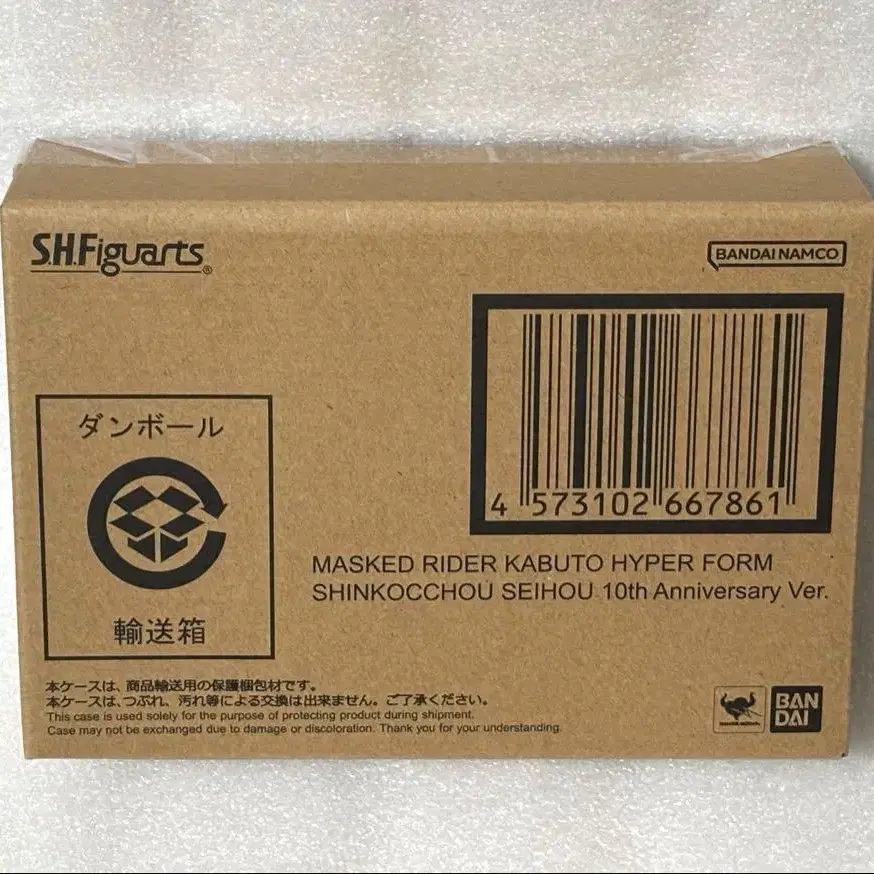 S.H.Figuarts®
BANDAI NAMCO
4 573102 667861
ダンボール
輸送箱
MASKED RIDER KABUTO HYPER FORM
SHINKOCCHOU SEIHOU 10th Anniversary Ver.
本ケースは、商品輸送用の保護梱包材です。
本ケースは、つぶれ、汚れ等による交換は出来ません。ご了承ください。
This case is used solely for the purpose of protecting product during shipment.
Case may not be exchanged due to damage or discoloration. Thank you for your understanding.
BAN
DAI